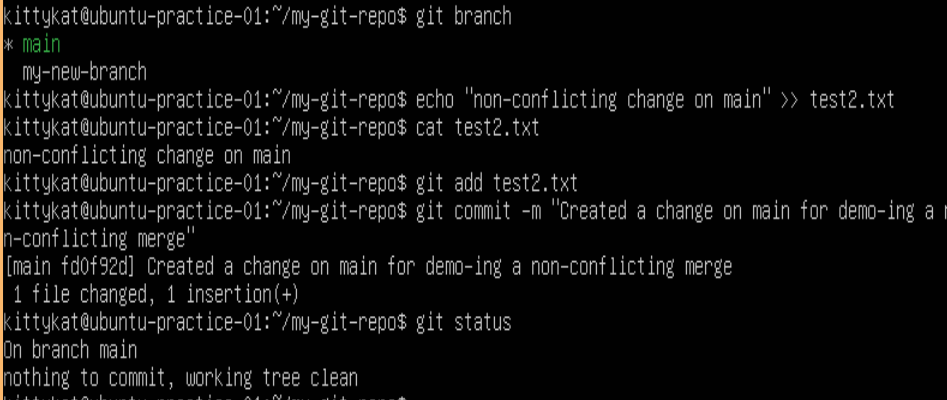 kittykat@ubuntu-practice-01:~/my-git-repo$ git branch
* main
  my-new-branch
kittykat@ubuntu-practice-01:~/my-git-repo$ echo "non-conflicting change on main" >> test2.txt
kittykat@ubuntu-practice-01:~/my-git-repo$ cat test2.txt
non-conflicting change on main
kittykat@ubuntu-practice-01:~/my-git-repo$ git add test2.txt
kittykat@ubuntu-practice-01:~/my-git-repo$ git commit -m "Created a change on main for demo-ing a
n-conflicting merge"
[main fd0f92d] Created a change on main for demo-ing a non-conflicting merge
 1 file changed, 1 insertion(+)
kittykat@ubuntu-practice-01:~/my-git-repo$ git status
On branch main
nothing to commit, working tree clean